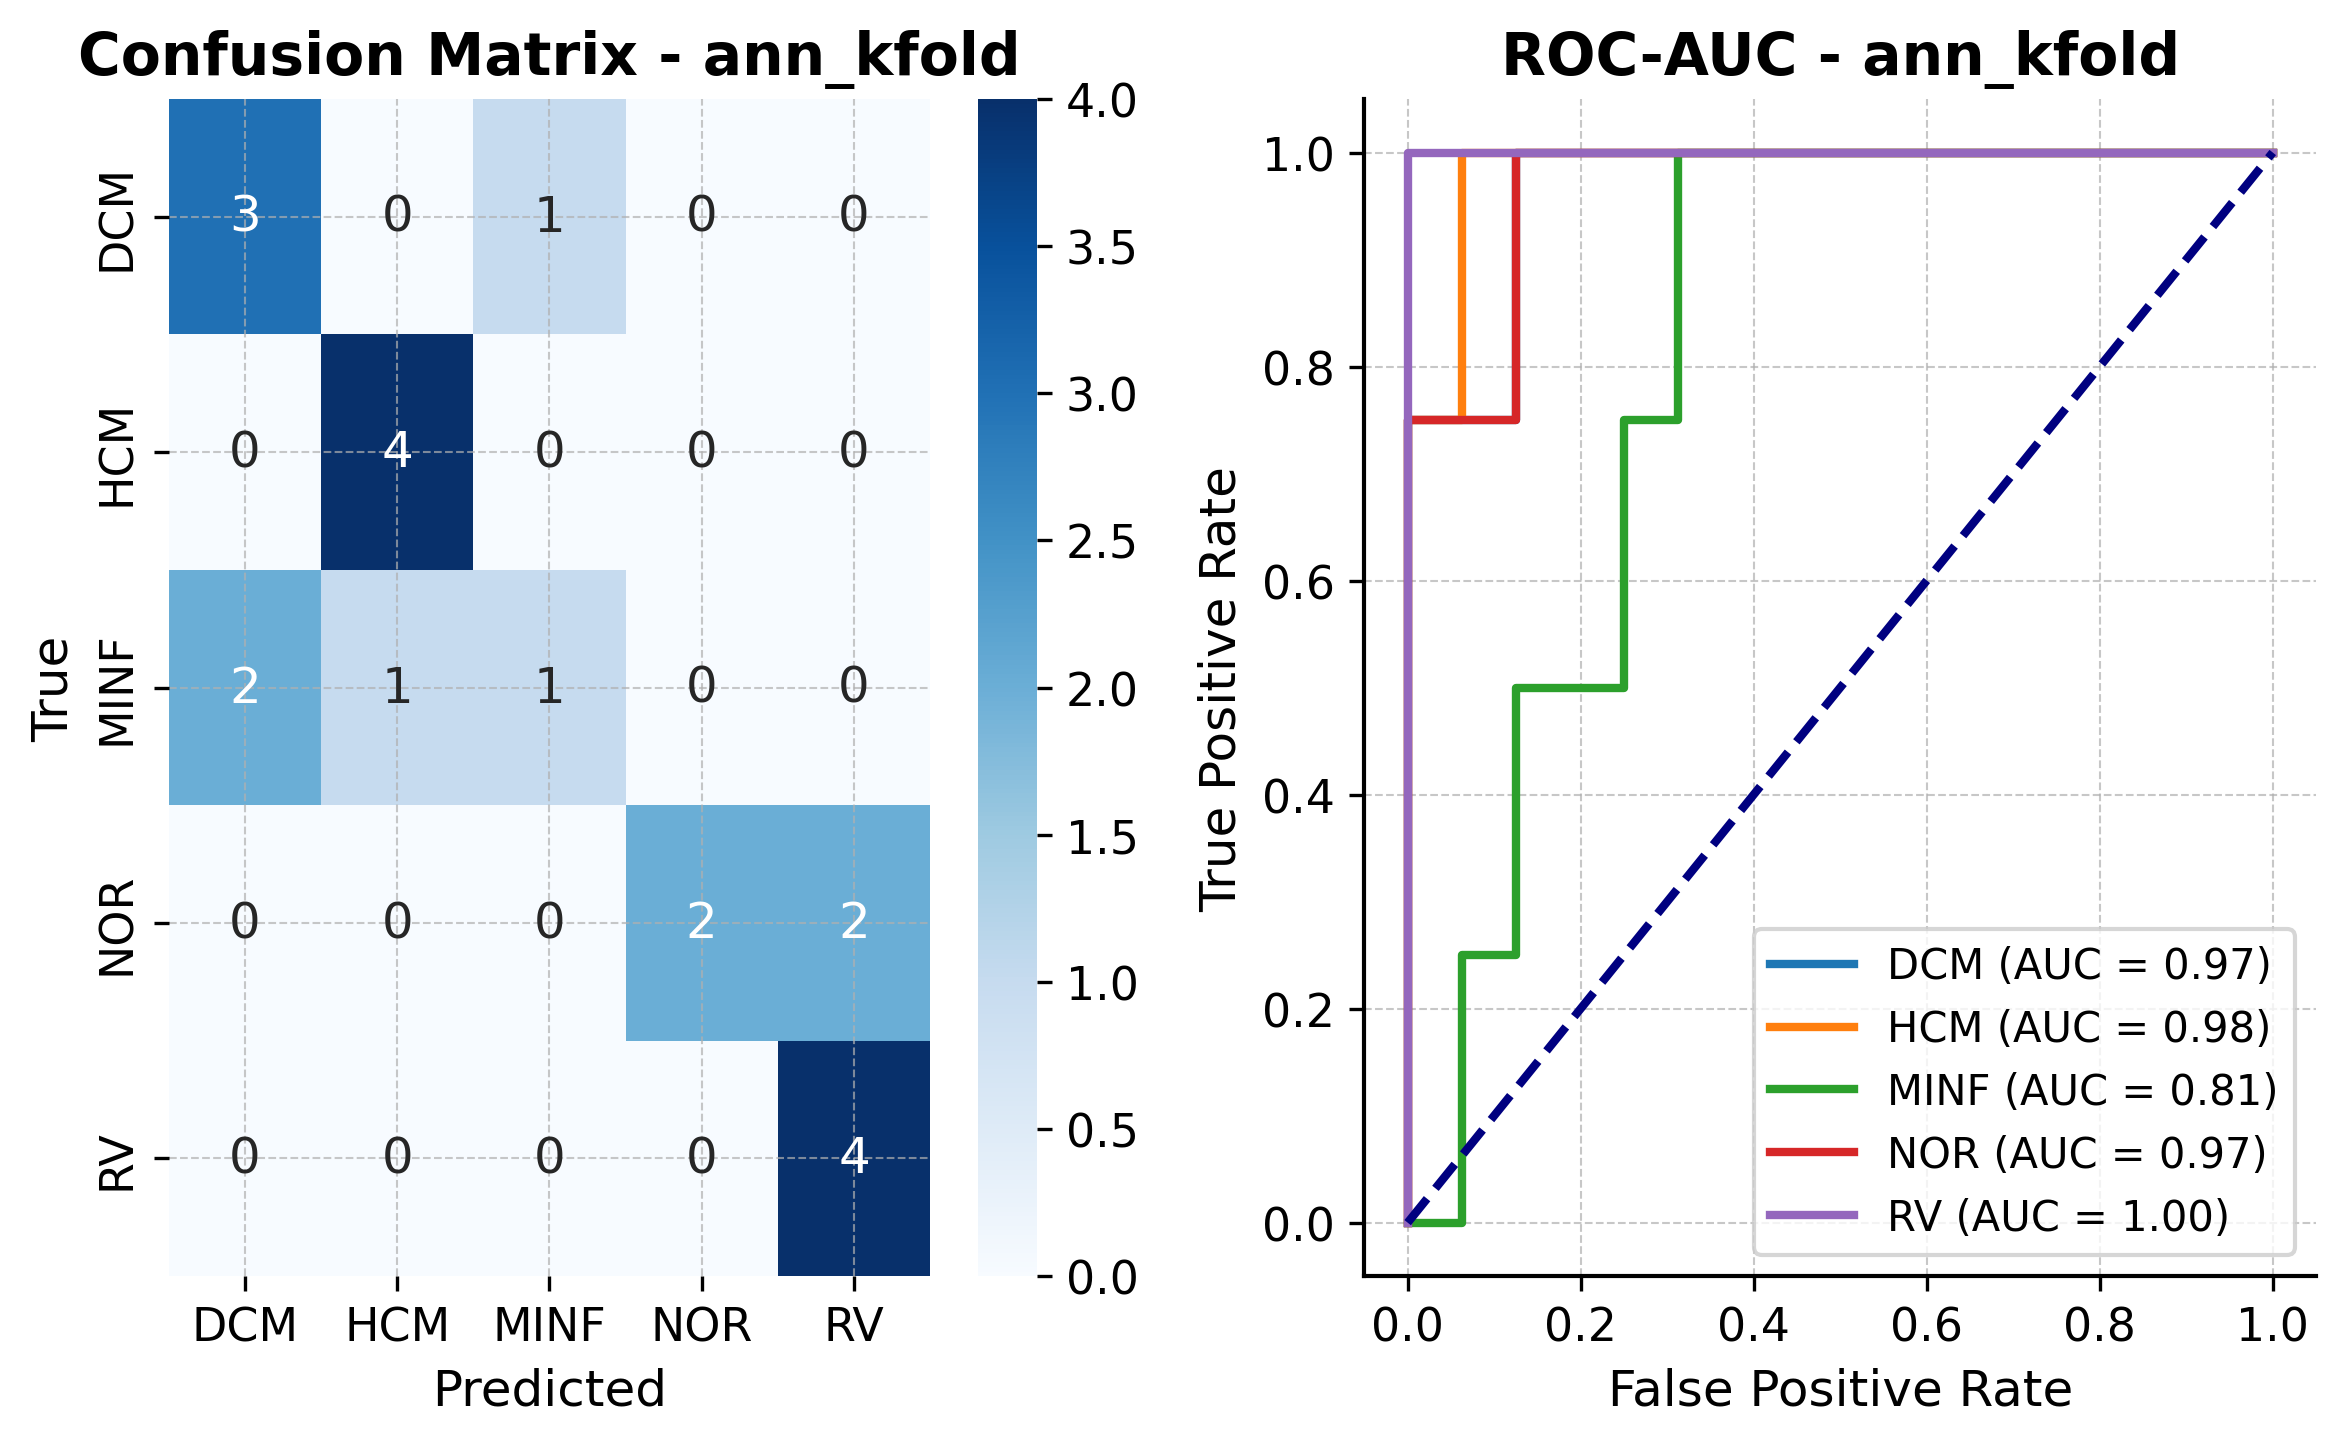 Confusion Matrix - ann_kfold
True
DCM
HCM
MINF
NOR
RV
3 0 1 0 0
0 4 0 0 0
2 1 1 0 0
0 0 0 2 2
0 0 0 0 4
DCM HCM MINF NOR RV
Predicted
4.0
3.5
3.0
2.5
2.0
1.5
1.0
0.5
0.0
ROC-AUC - ann_kfold
True Positive Rate
1.0
0.8
0.6
0.4
0.2
0.0
DCM (AUC = 0.97)
HCM (AUC = 0.98)
MINF (AUC = 0.81)
NOR (AUC = 0.97)
RV (AUC = 1.00)
0.0 0.2 0.4 0.6 0.8 1.0
False Positive Rate